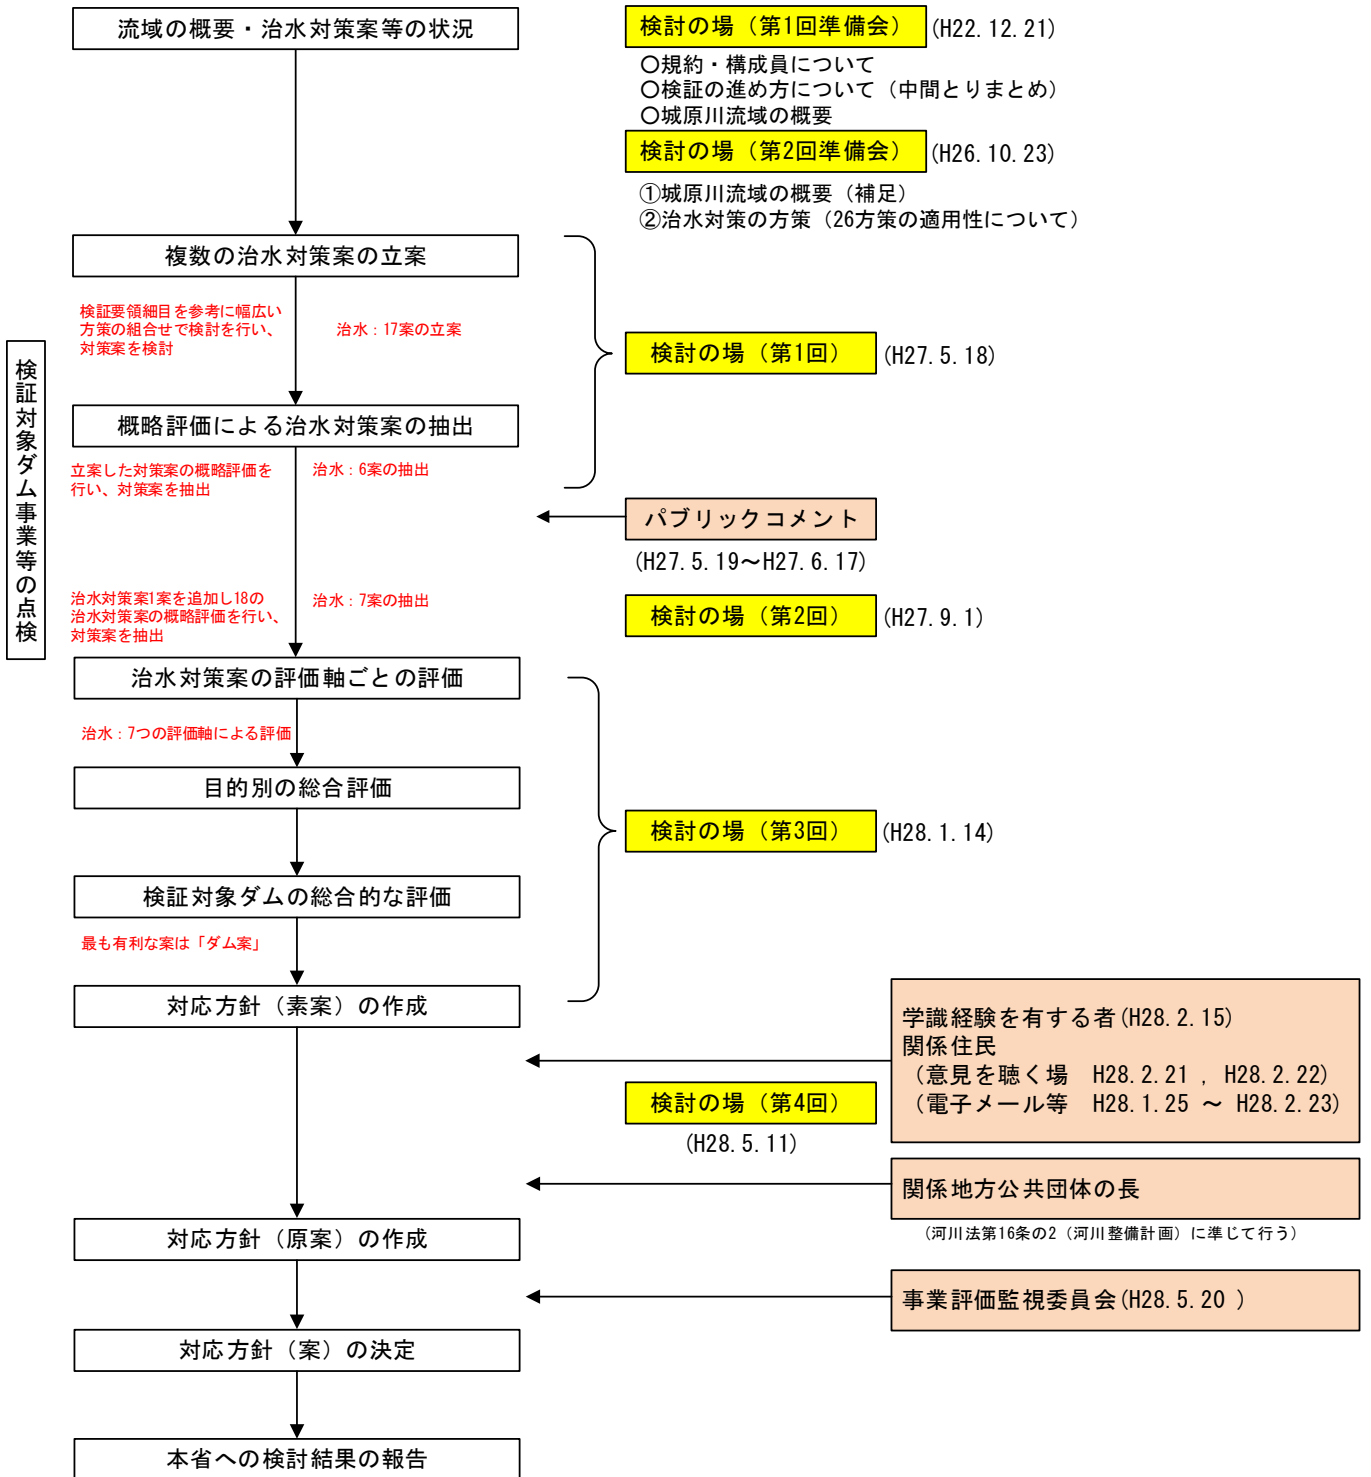 流域の概要・治水対策案等の状況
検討の場（第1回準備会）
(H22.12.21)
〇規約・構成員について
〇検証の進め方について（中間とりまとめ）
〇城原川流域の概要
検討の場（第2回準備会）
(H26.10.23)
①城原川流域の概要（補足）
②治水対策の方策（26方策の適用性について）
検証対象ダム事業等の点検
複数の治水対策案の立案
検証要領細目を参考に幅広い
方策の組合せで検討を行い、
対策案を検討
治水：17案の立案
検討の場（第1回）
(H27.5.18)
概略評価による治水対策案の抽出
立案した対策案の概略評価を
行い、対策案を抽出
治水：6案の抽出
パブリックコメント
(H27.5.19～H27.6.17)
治水対策案1案を追加し18の
治水対策案の概略評価を行い、
対策案を抽出
治水：7案の抽出
検討の場（第2回）
(H27.9.1)
治水対策案の評価軸ごとの評価
治水：7つの評価軸による評価
目的別の総合評価
検討の場（第3回）
(H28.1.14)
検証対象ダムの総合的な評価
最も有利な案は「ダム案」
対応方針（素案）の作成
学識経験を有する者(H28.2.15)
関係住民
（意見を聴く場　H28.2.21 , H28.2.22）
（電子メール等　H28.1.25 ～ H28.2.23）
検討の場（第4回）
(H28.5.11)
関係地方公共団体の長
（河川法第16条の2（河川整備計画）に準じて行う）
対応方針（原案）の作成
事業評価監視委員会(H28.5.20 )
対応方針（案）の決定
本省への検討結果の報告